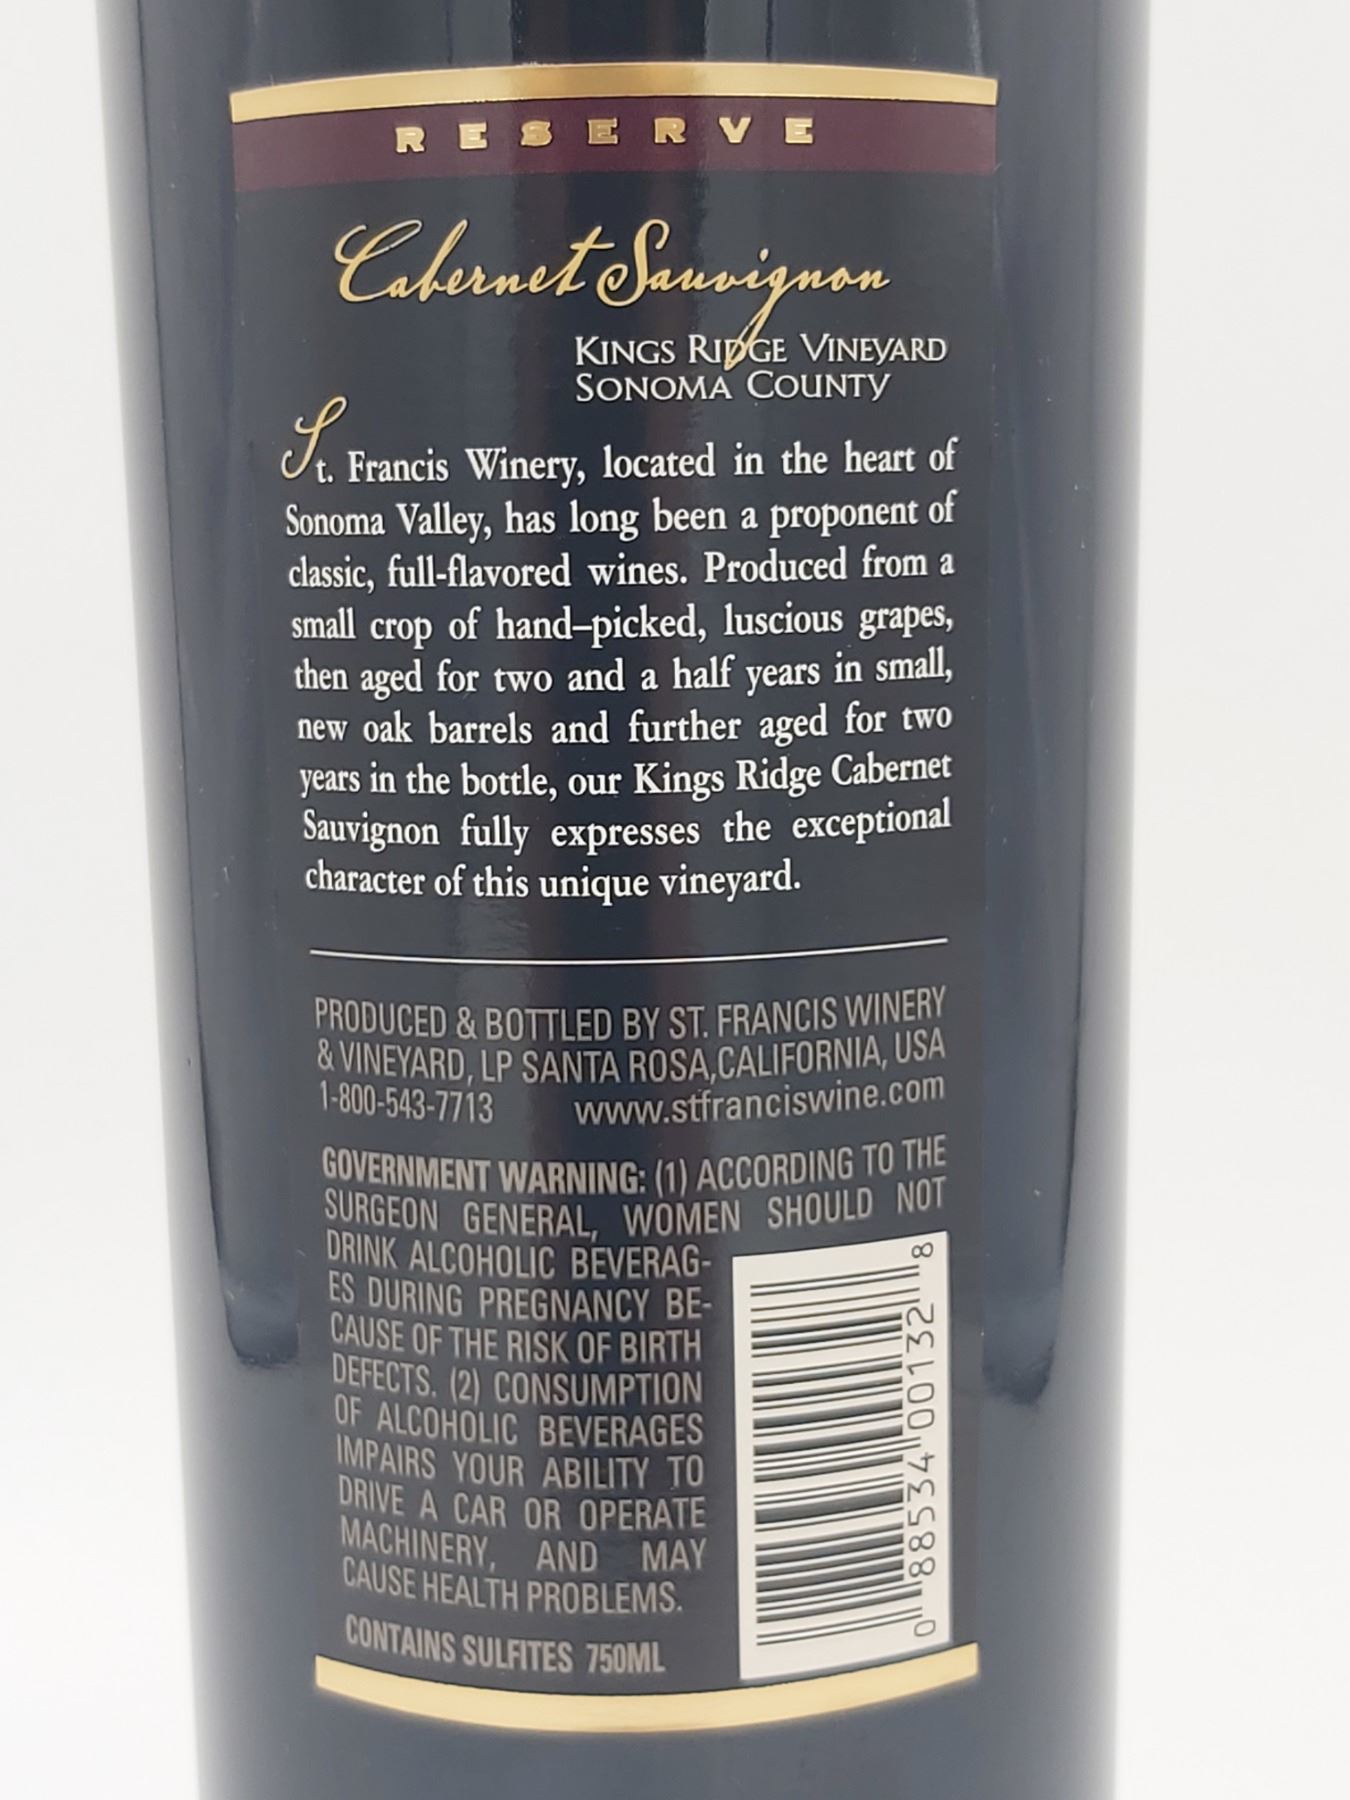 RESERVE
Cabernet Sauvignon
KINGS RIDGE VINEYARD
SONOMA COUNTY
St. Francis Winery, located in the heart of
Sonoma Valley, has long been a proponent of
classic, full-flavored wines. Produced from a
small crop of hand–picked, luscious grapes,
then aged for two and a half years in small,
new oak barrels and further aged for two
years in the bottle, our Kings Ridge Cabernet
Sauvignon fully expresses the exceptional
character of this unique vineyard.
PRODUCED & BOTTLED BY ST. FRANCIS WINERY
& VINEYARD, LP SANTA ROSA,CALIFORNIA, USA
1-800-543-7713 www.stfranciswine.com
GOVERNMENT WARNING: (1) ACCORDING TO THE
SURGEON GENERAL, WOMEN SHOULD NOT
DRINK ALCOHOLIC BEVERAG-
ES DURING PREGNANCY BE-
CAUSE OF THE RISK OF BIRTH
DEFECTS. (2) CONSUMPTION
OF ALCOHOLIC BEVERAGES
IMPAIRS YOUR ABILITY TO
DRIVE A CAR OR OPERATE
MACHINERY, AND MAY
CAUSE HEALTH PROBLEMS.
CONTAINS SULFITES 750ML
0 88534 00132 8